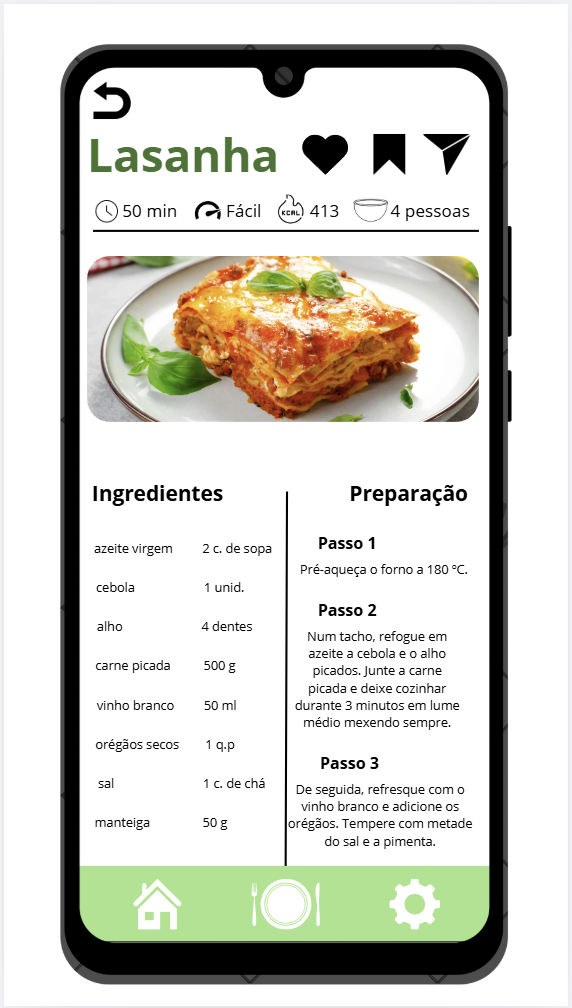 Lasanha
50 min Fácil KCAL 413 4 pessoas
Ingredientes
azeite virgem 2 c. de sopa
cebola 1 unid.
alho 4 dentes
carne picada 500 g
vinho branco 50 ml
orégãos secos 1 q.p
sal 1 c. de chá
manteiga 50 g
Preparação
Passo 1
Pré-aqueça o forno a 180 ºC.
Passo 2
Num tacho, refogue em
azeite a cebola e o alho
picados. Junte a carne
picada e deixe cozinhar
durante 3 minutos em lume
médio mexendo sempre.
Passo 3
De seguida, refresque com o
vinho branco e adicione os
orégãos. Tempere com metade
do sal e a pimenta.